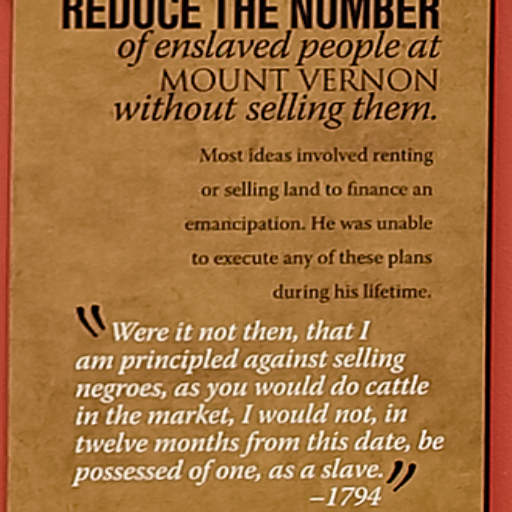 REDUCE THE NUMBER
of enslaved people at
MOUNT VERNON
without selling them.
Most ideas involved renting
or selling land to finance an
emancipation. He was unable
to execute any of these plans
during his lifetime.
"Were it not then, that I
am principled against selling
negroes, as you would do cattle
in the market, I would not, in
twelve months from this date, be
possessed of one, as a slave."
–1794